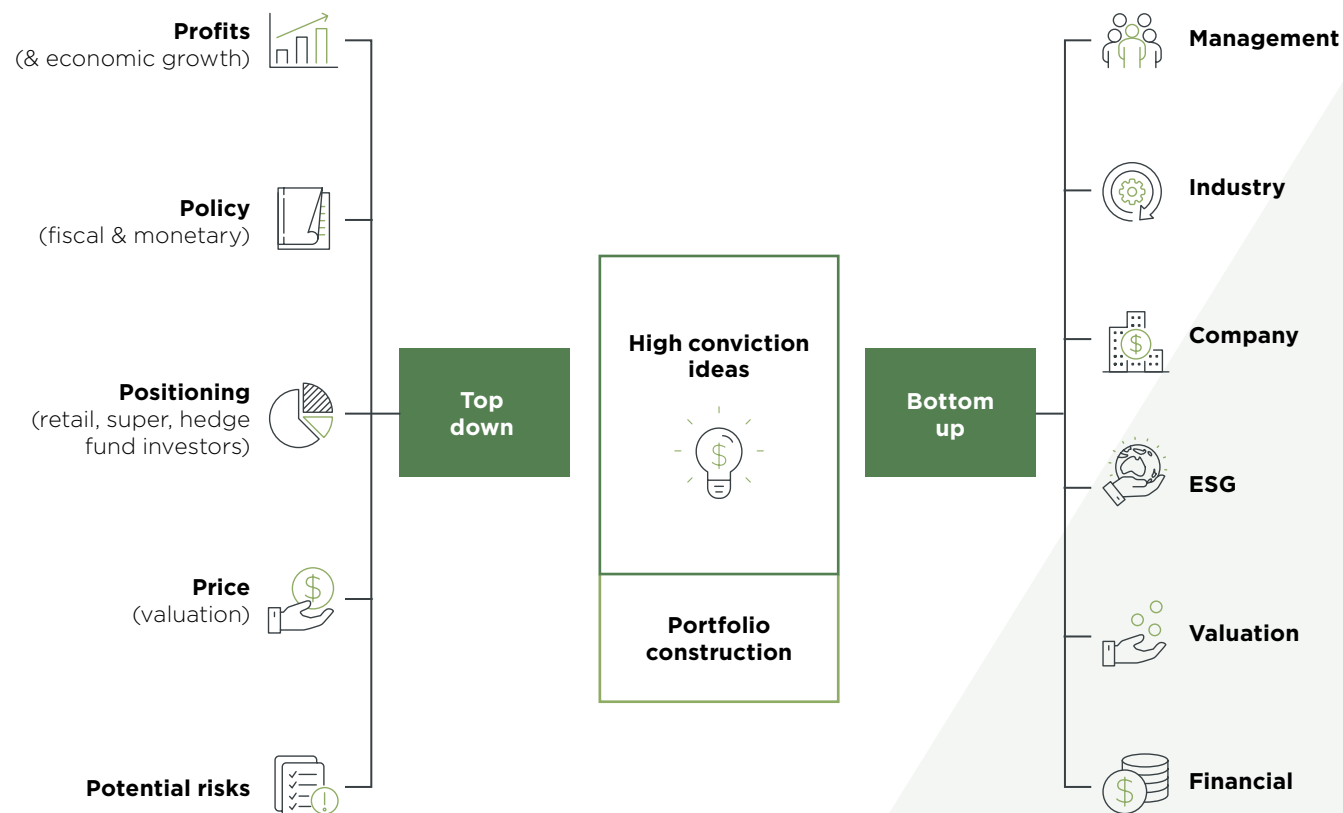 Profits
(& economic growth)
Policy
(fiscal & monetary)
Positioning
(retail, super, hedge
fund investors)
Price
(valuation)
Potential risks
Top
down
High conviction
ideas
$
Portfolio
construction
Bottom
up
Management
Industry
Company
ESG
Valuation
Financial